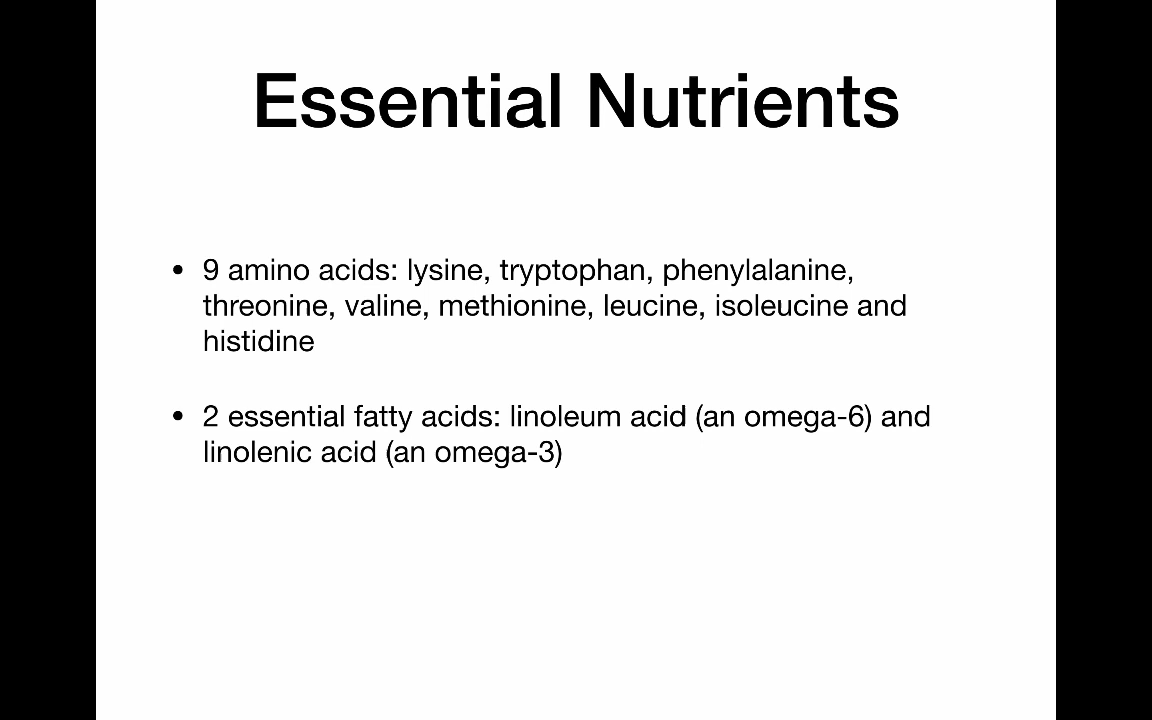 Essential Nutrients
• 9 amino acids: lysine, tryptophan, phenylalanine,
threonine, valine, methionine, leucine, isoleucine and
histidine
• 2 essential fatty acids: linoleum acid (an omega-6) and
linolenic acid (an omega-3)